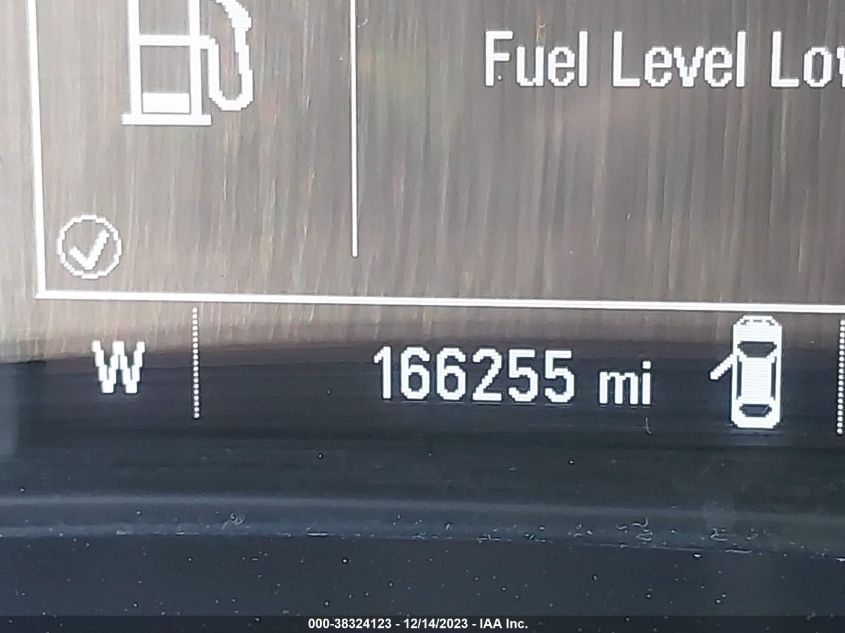 Fuel Level Lo
W
166255 mi
000-38324123 - 12/14/2023 - IAA Inc.